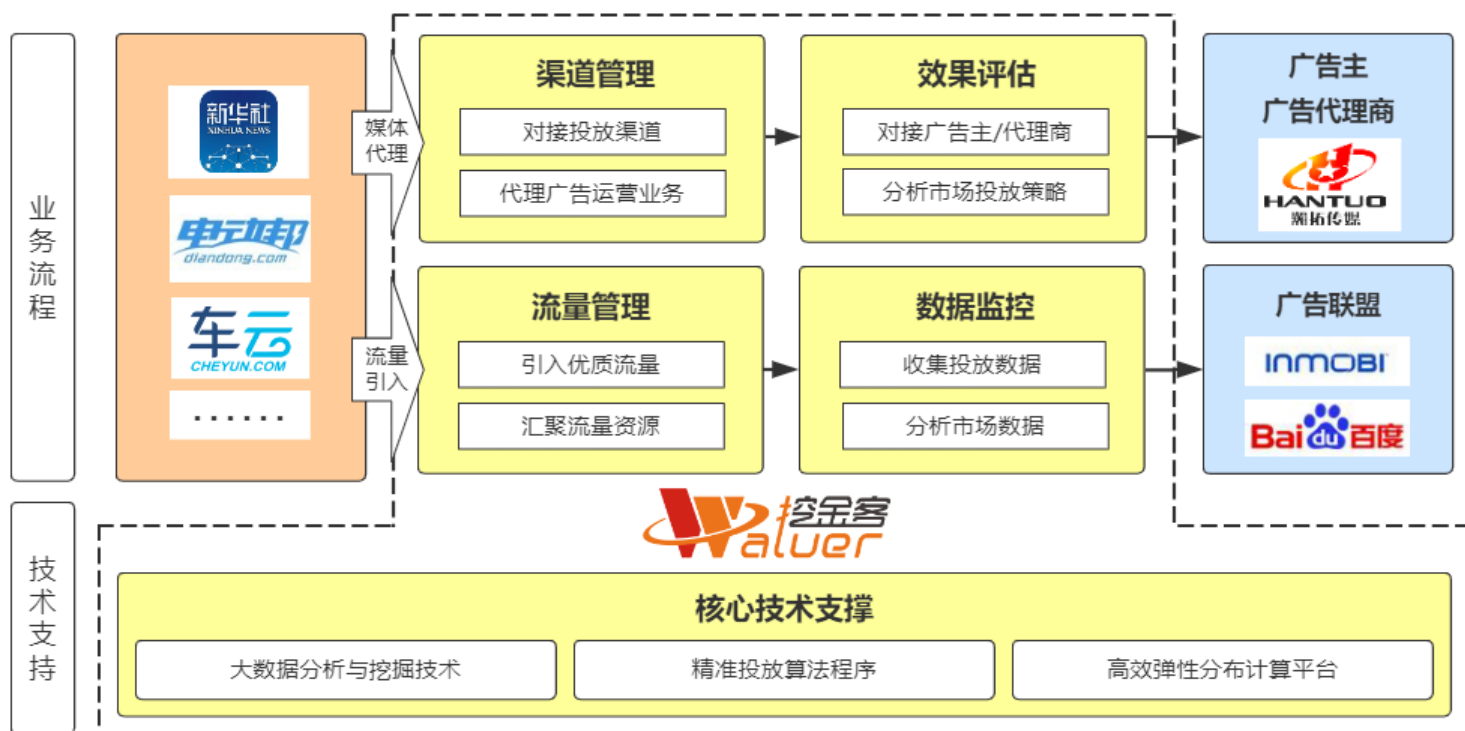 业务流程
新华社
XINHUA NEWS
电动邦
diandong.com
车云
CHEYUN.COM
......
媒体
代理
流量
引入
渠道管理
对接投放渠道
代理广告运营业务
效果评估
对接广告主/代理商
分析市场投放策略
广告主
广告代理商
HANTUO
瀚拓传媒
流量管理
引入优质流量
汇聚流量资源
数据监控
收集投放数据
分析市场数据
广告联盟
INMOBI
Bai du 百度
挖金客
Waluer
技术支持
核心技术支撑
大数据分析与挖掘技术
精准投放算法程序
高效弹性分布计算平台